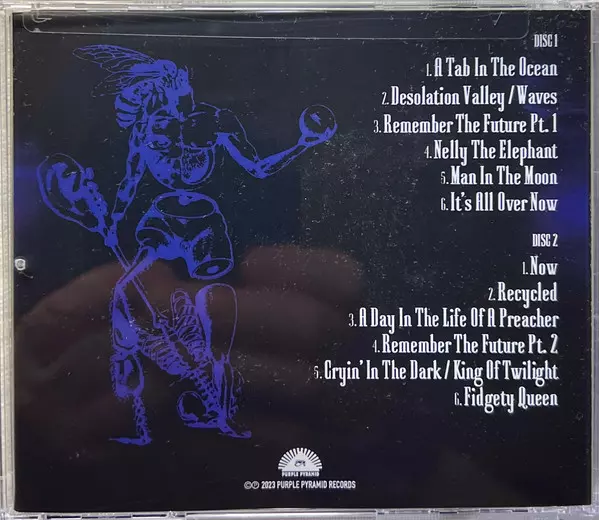 DISC 1
1. A Tab In The Ocean
2. Desolation Valley / Waves
3. Remember The Future Pt. 1
4. Nelly The Elephant
5. Man In The Moon
6. It's All Over Now
DISC 2
1. Now
2. Recycled
3. A Day In The Life Of A Preacher
4. Remember The Future Pt. 2
5. Cryin' In The Dark / King Of Twilight
6. Fidgety Queen
PURPLE PYRAMID
©℗ 2023 PURPLE PYRAMID RECORDS